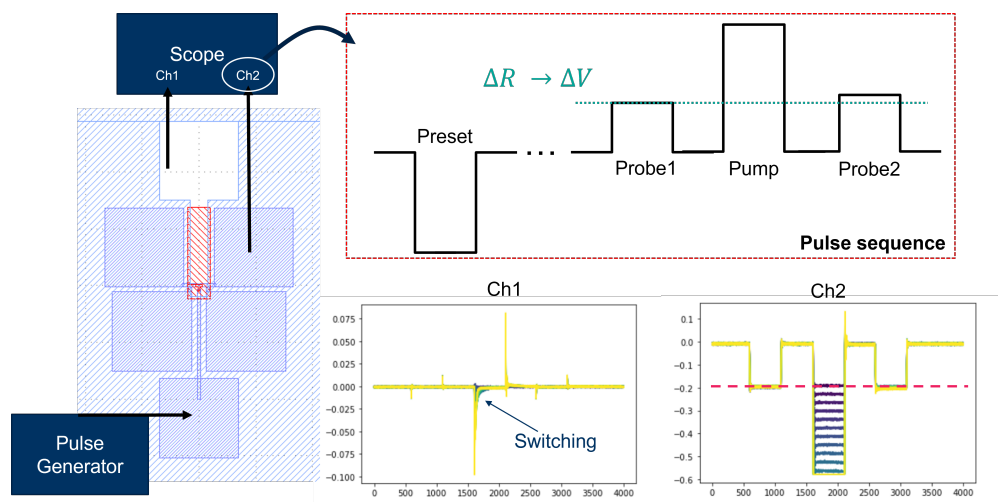 Scope
Ch1
Ch2
ΔR → ΔV
Preset
...
Probe1
Pump
Probe2
Pulse sequence
Pulse
Generator
Ch1
0.075
0.050
0.025
0.000
−0.025
−0.050
−0.075
−0.100
Switching
0 500 1000 1500 2000 2500 3000 3500 4000
Ch2
0.1
0.0
−0.1
−0.2
−0.3
−0.4
−0.5
−0.6
0 500 1000 1500 2000 2500 3000 3500 4000